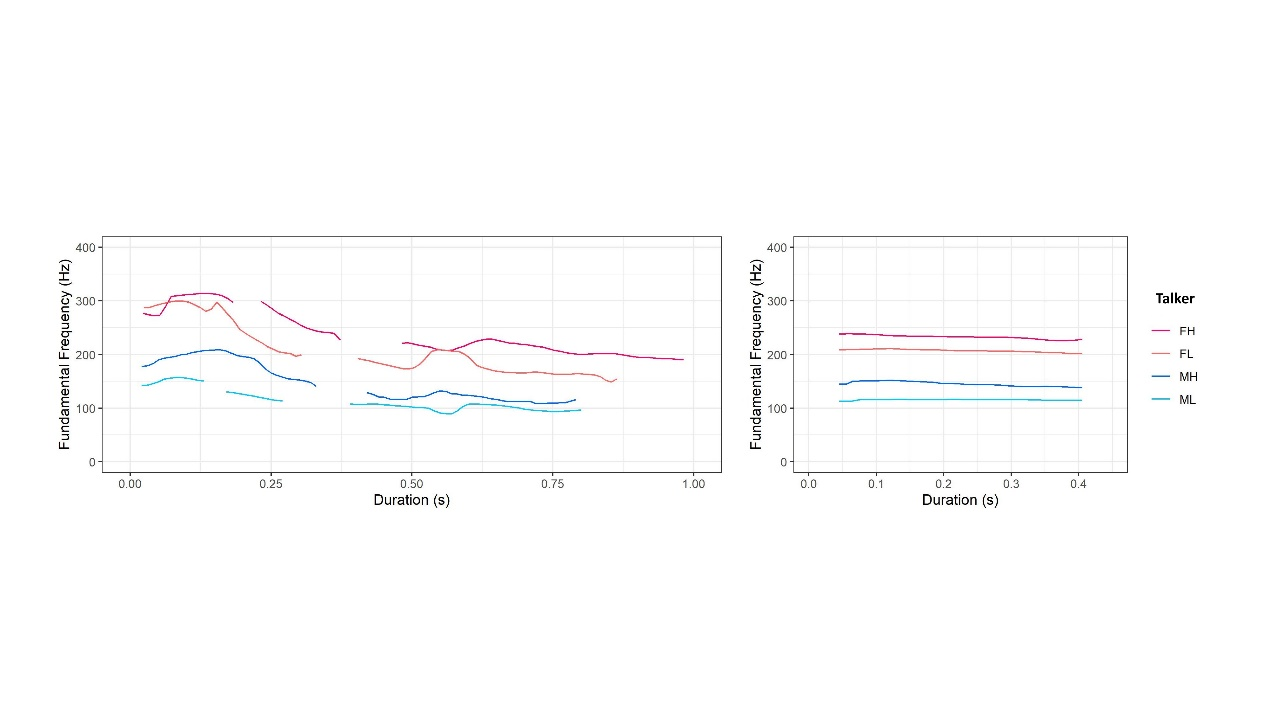 Fundamental Frequency (Hz)
400
300
200
100
0
0.00 0.25 0.50 0.75 1.00
Duration (s)
Fundamental Frequency (Hz)
400
300
200
100
0
0.0 0.1 0.2 0.3 0.4
Duration (s)
Talker
FH
FL
MH
ML